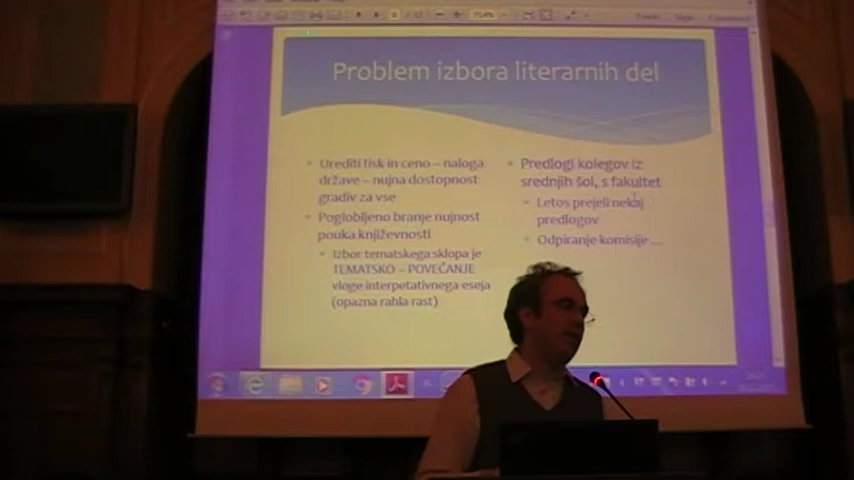 Problem izbora literarnih del
Urediti tisk in ceno – naloga
države – nujna dostopnost
gradiv za vse
Poglobljeno branje nujnost
pouka književnosti
Izbor tematskega sklopa je
TEMATSKO – POVEČANJE
vloge interpretativnega eseja
(opazna rahla rast)
Predlogi kolegov iz
srednjih šol, s fakultet
Letos prejeli nekaj
predlogov
Odpiranje komisije ...